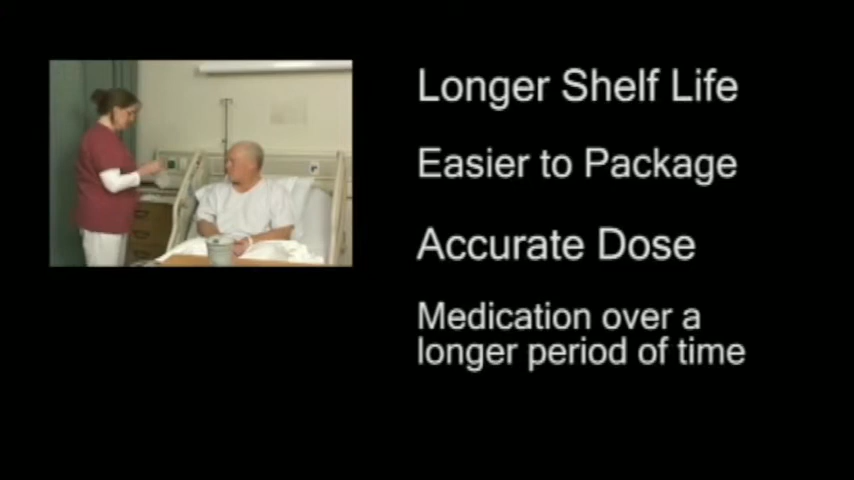 Longer Shelf Life
Easier to Package
Accurate Dose
Medication over a
longer period of time